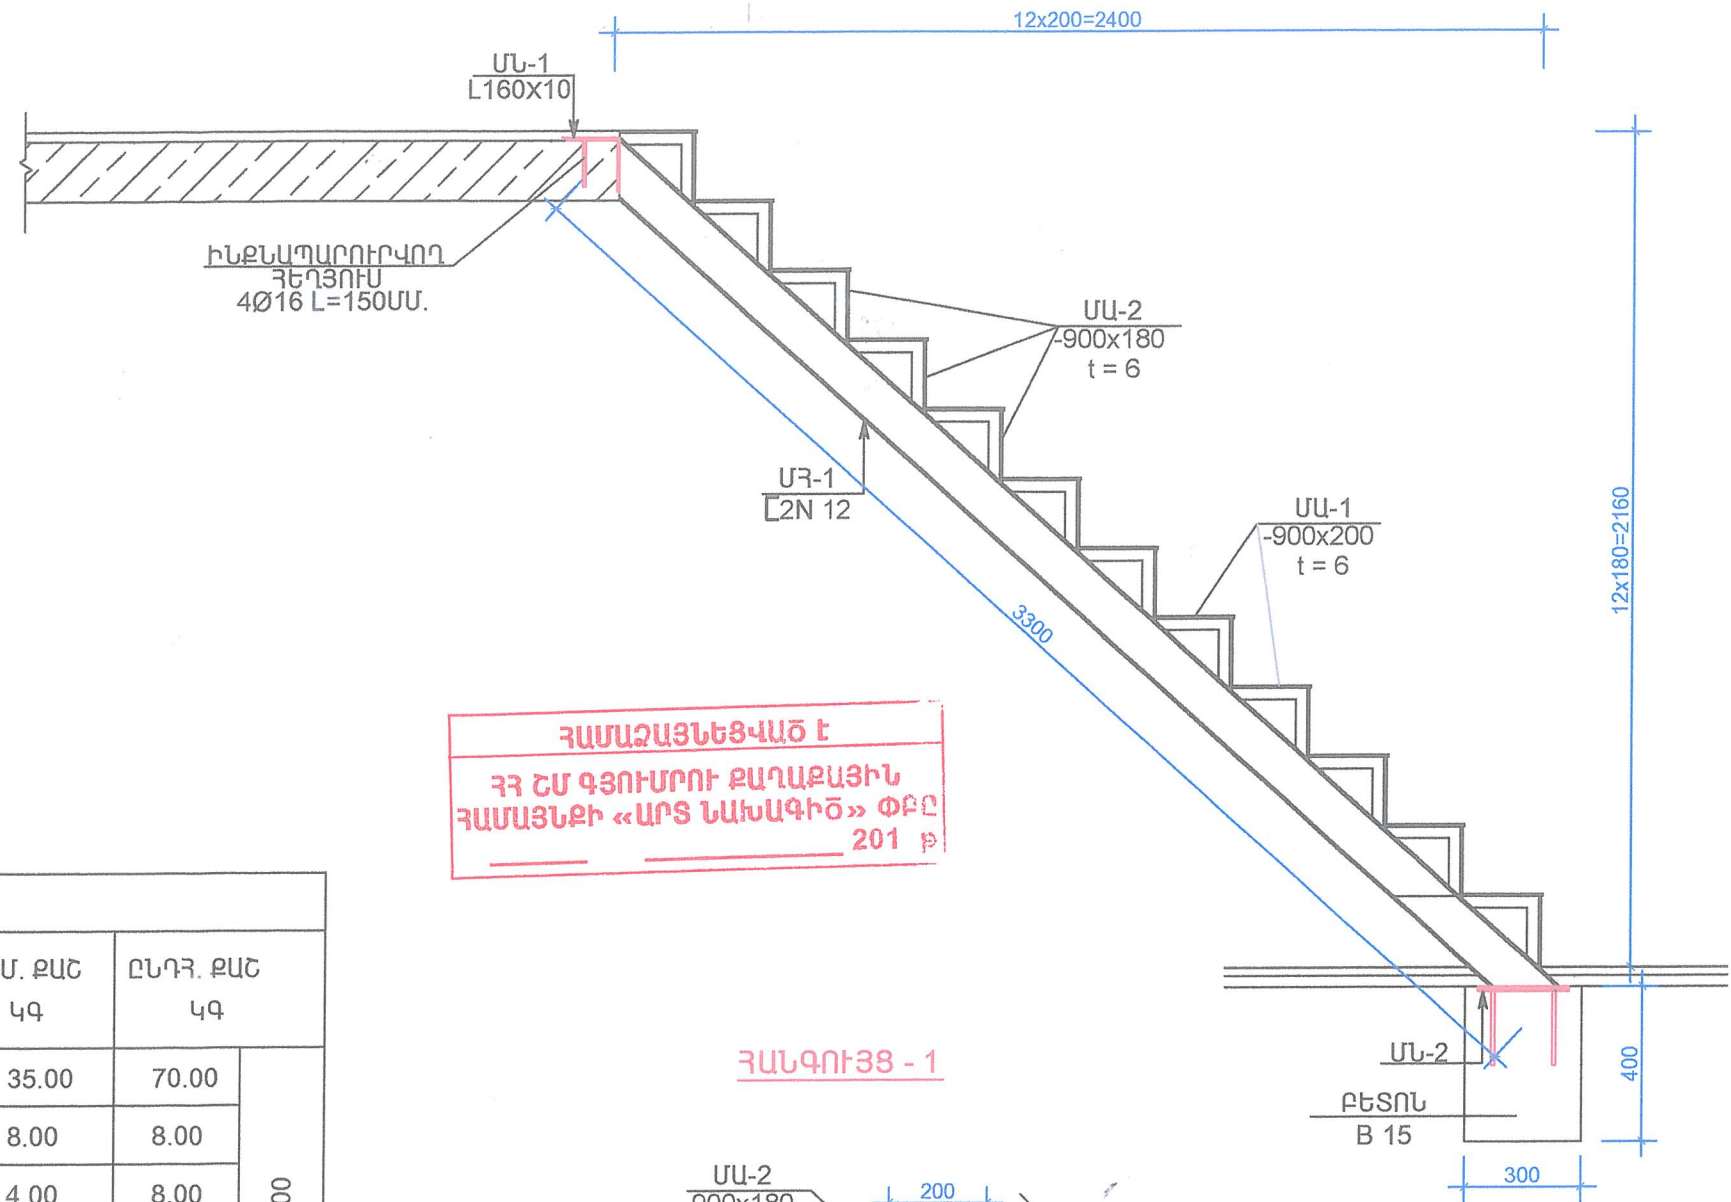 12x200=2400
ՄՆ-1
L160X10
ԻՆՔՆԱՊԱՐՈՒՐՎՈՂ
ՀԵՂՅՈՒՍ
4Ø16 L=150ՄՄ.
ՄԱ-2
-900x180
t = 6
ՄՀ-1
[2N 12
ՄԱ-1
-900x200
t = 6
12x180=2160
3300
ՀԱՄԱՁԱՅՆԵՑՎԱԾ Է
ՀՀ ՇՄ ԳՅՈՒՄՐՈՒ ՔԱՂԱՔԱՅԻՆ
ՀԱՄԱՅՆՔԻ «ԱՐՏ ՆԱԽԱԳԻԾ» ՓԲԸ
201 թ
Մ. ՔԱՇ
ԿԳ
ԸՆԴՀ. ՔԱՇ
ԿԳ
35.00
70.00
8.00
8.00
4.00
8.00
ՀԱՆԳՈՒՅՑ - 1
ՄՆ-2
ԲԵՏՈՆ
B 15
400
300
ՄԱ-2
900x180
200